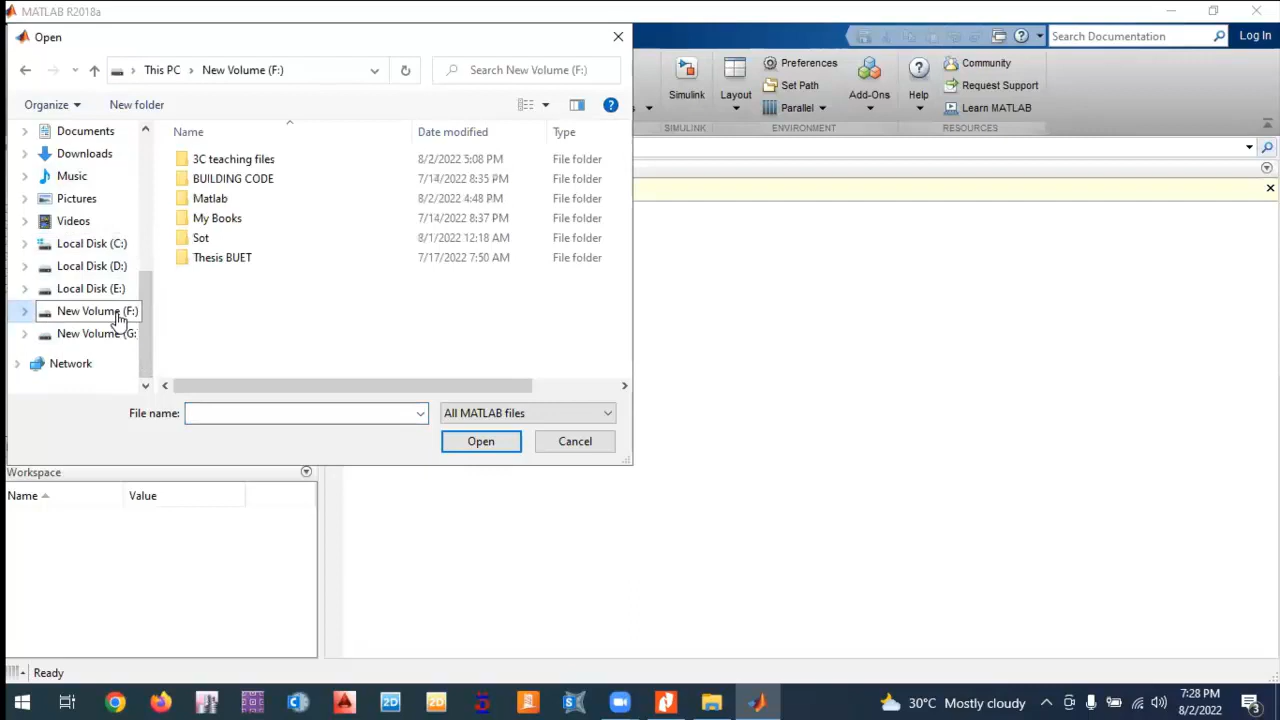 MATLAB R2018a
Open
Search Documentation
Log In
This PC
New Volume (F:)
Search New Volume (F:)
Preferences
Community
Simulink
Layout
Set Path
Add-Ons
Help
Request Support
Parallel
Learn MATLAB
SIMULINK
ENVIRONMENT
RESOURCES
Organize
New folder
Name
Date modified
Type
Documents
Downloads
Music
Pictures
Videos
Local Disk (C:)
Local Disk (D:)
Local Disk (E:)
New Volume (F:)
New Volume (G:
Network
3C teaching files 8/2/2022 5:08 PM File folder
BUILDING CODE 7/14/2022 8:35 PM File folder
Matlab 8/2/2022 4:48 PM File folder
My Books 7/14/2022 8:37 PM File folder
Sot 8/1/2022 12:18 AM File folder
Thesis BUET 7/17/2022 7:50 AM File folder
File name:
All MATLAB files
Open
Cancel
Workspace
Name
Value
Ready
2D
2D
5
30°C Mostly cloudy
7:28 PM
8/2/2022
3